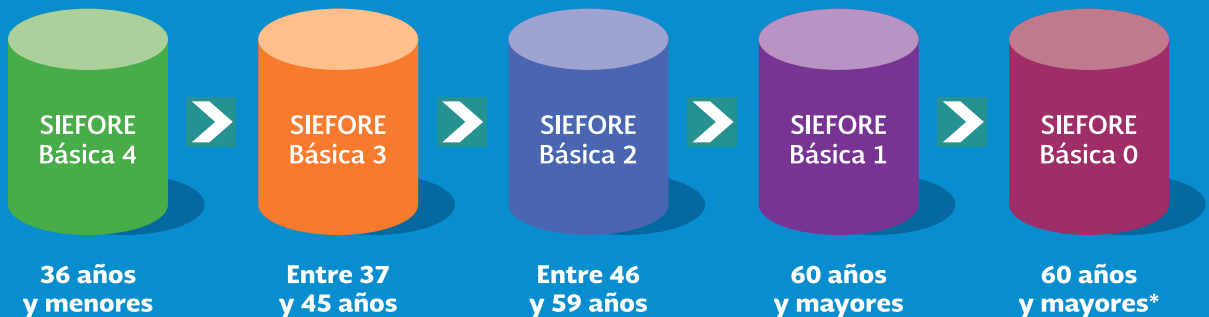 SIEFORE
Básica 4
SIEFORE
Básica 3
SIEFORE
Básica 2
SIEFORE
Básica 1
SIEFORE
Básica 0
36 años
y menores
Entre 37
y 45 años
Entre 46
y 59 años
60 años
y mayores
60 años
y mayores*